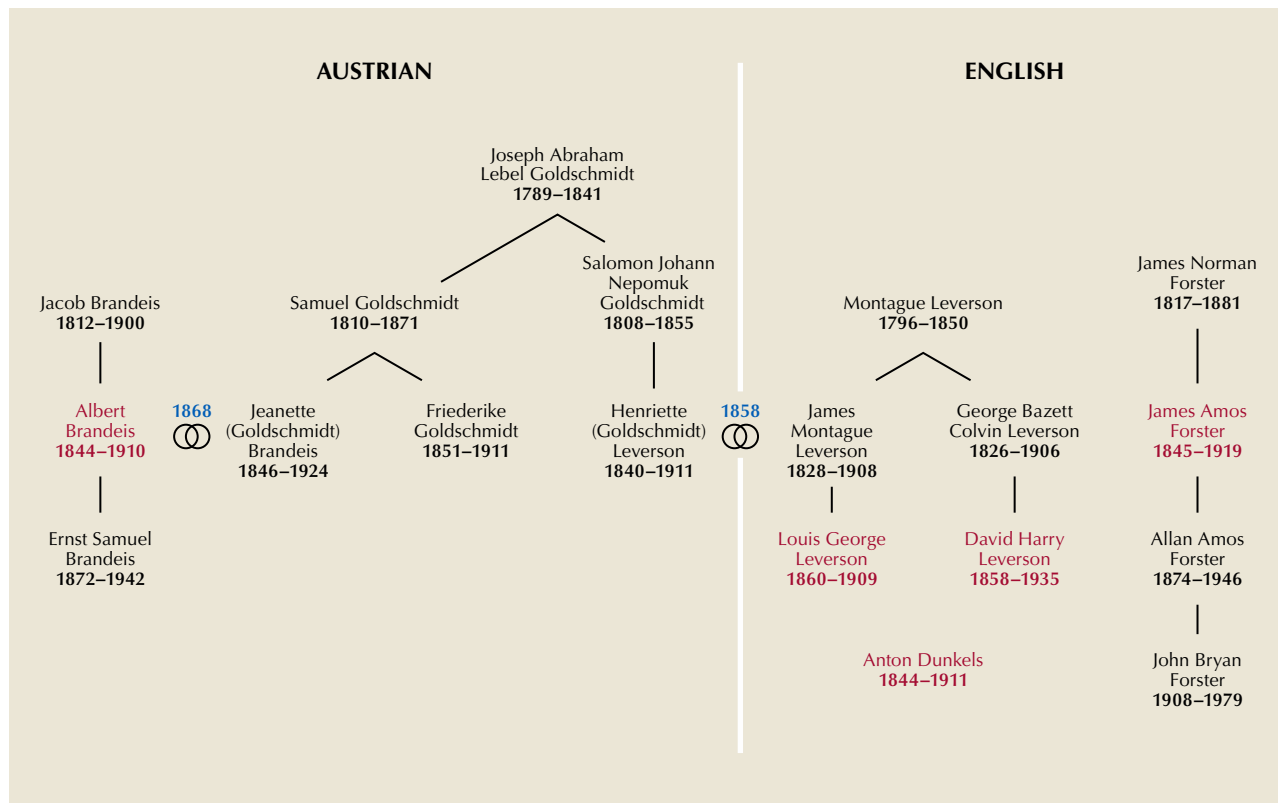 AUSTRIAN
ENGLISH
Joseph Abraham
Lebel Goldschmidt
1789–1841
Jacob Brandeis
1812–1900
Samuel Goldschmidt
1810–1871
Salomon Johann
Nepomuk
Goldschmidt
1808–1855
Montague Leverson
1796–1850
James Norman
Forster
1817–1881
Albert
Brandeis
1844–1910
1868
Jeanette
(Goldschmidt)
Brandeis
1846–1924
Friederike
Goldschmidt
1851–1911
Henriette
(Goldschmidt)
Leverson
1840–1911
1858
James
Montague
Leverson
1828–1908
George Bazett
Colvin Leverson
1826–1906
James Amos
Forster
1845–1919
Ernst Samuel
Brandeis
1872–1942
Louis George
Leverson
1860–1909
David Harry
Leverson
1858–1935
Allan Amos
Forster
1874–1946
Anton Dunkels
1844–1911
John Bryan
Forster
1908–1979